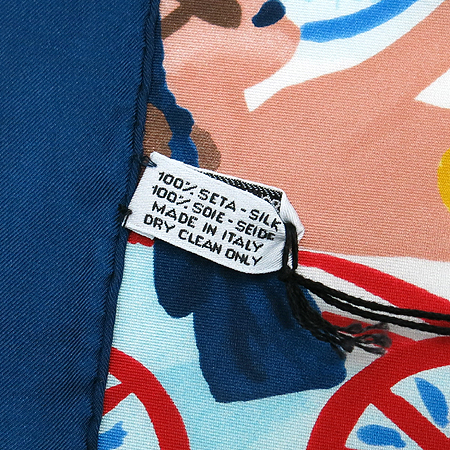 100% SETA - SILK
100% SOIE - SEIDE
MADE IN ITALY
DRY CLEAN ONLY